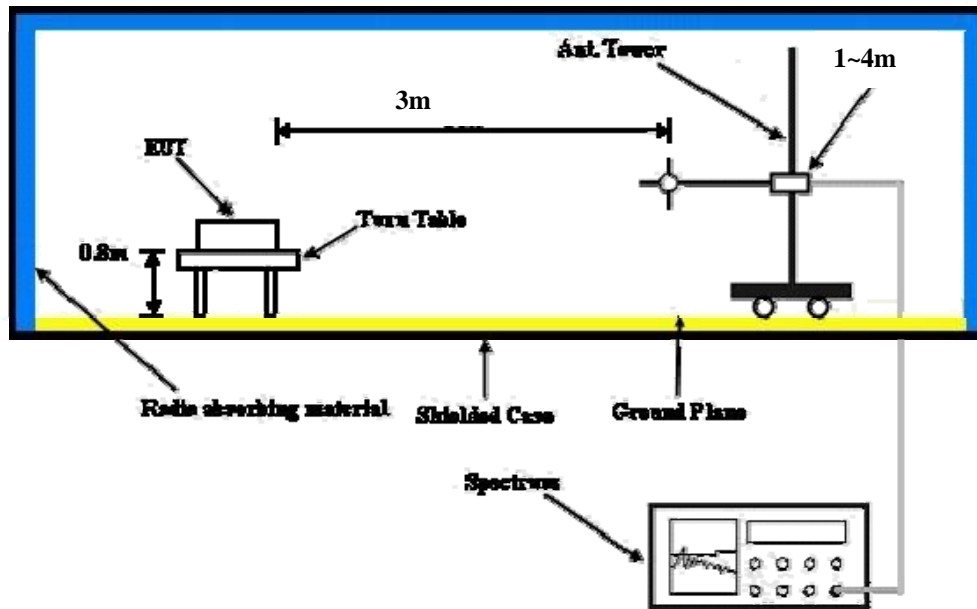 Ant. Tower
1~4m
3m
EUT
Turn Table
0.8m
Radio absorbing material
Shielded Case
Ground Plane
Spectrum